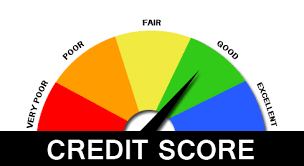 VERY POOR
POOR
FAIR
GOOD
EXCELLENT
CREDIT SCORE